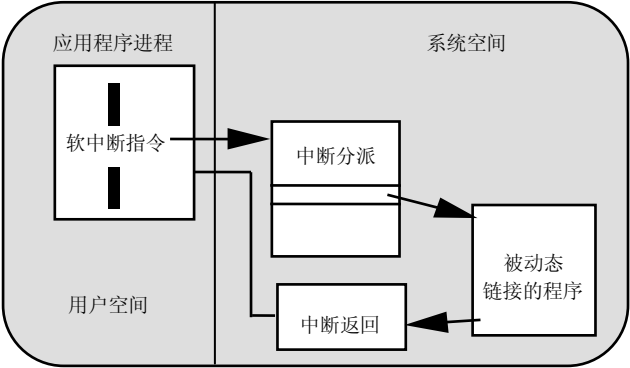 应用程序进程
系统空间
软中断指令
中断分派
被动态
链接的程序
用户空间
中断返回